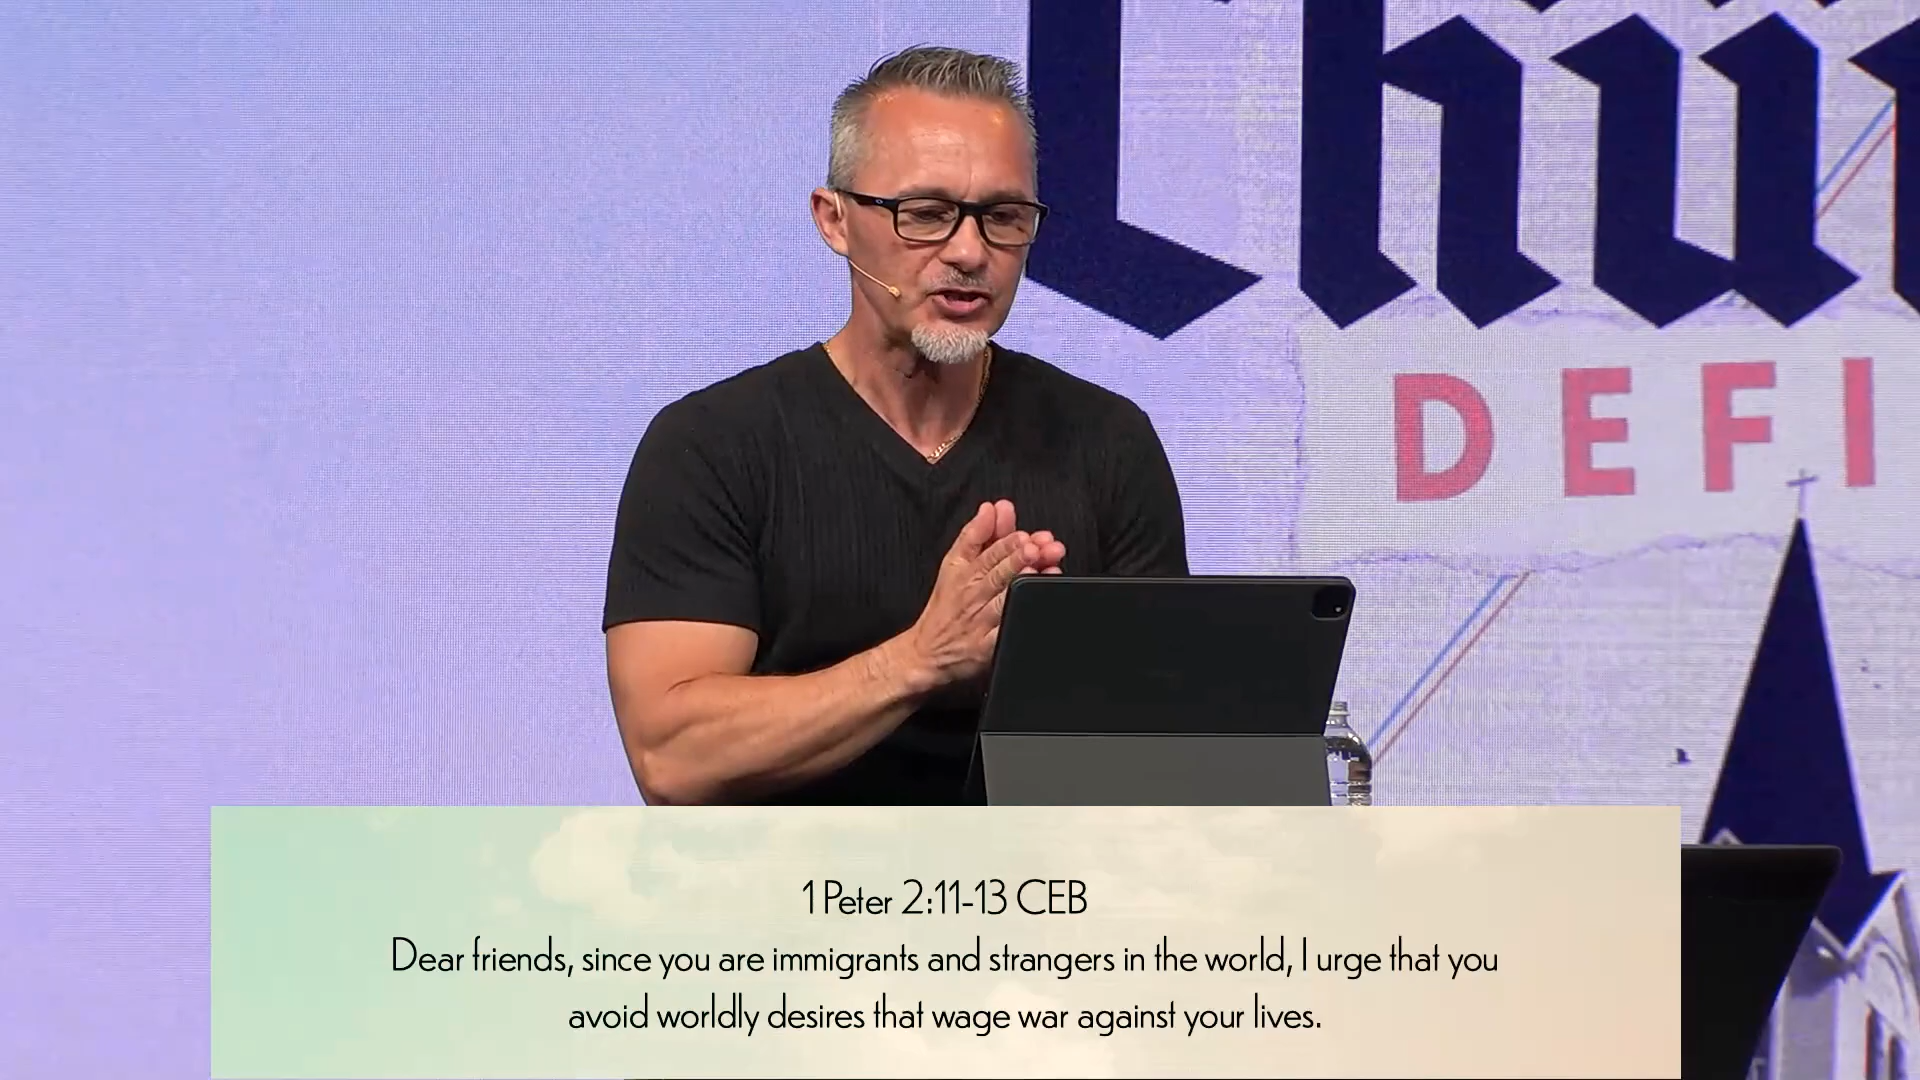 Chu
DEFI
1 Peter 2:11-13 CEB
Dear friends, since you are immigrants and strangers in the world, I urge that you
avoid worldly desires that wage war against your lives.